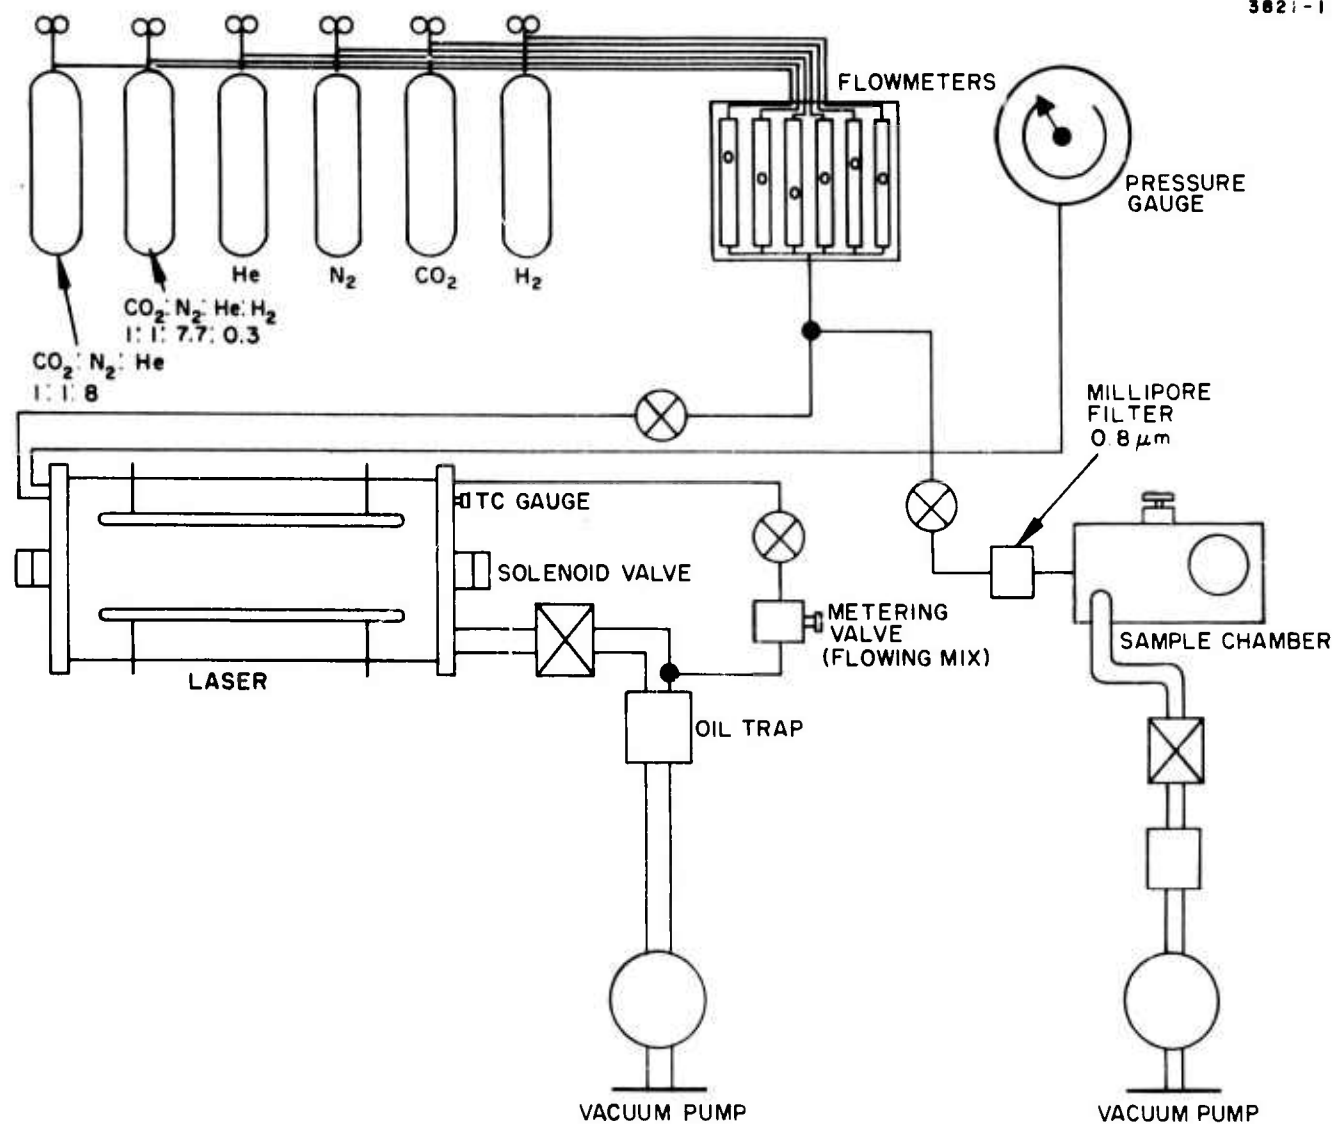 3821-1
FLOWMETERS
PRESSURE
GAUGE
He
N2
CO2
H2
CO2: N2: He: H2
1: 1: 7.7: 0.3
CO2: N2: He
1: 1: 8
MILLIPORE
FILTER
0.8 μm
TC GAUGE
SOLENOID VALVE
METERING
VALVE
(FLOWING MIX)
SAMPLE CHAMBER
LASER
OIL TRAP
VACUUM PUMP
VACUUM PUMP